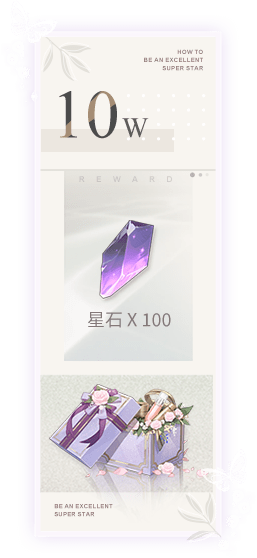 HOW TO
BE AN EXCELLENT
SUPER STAR
10W
REWARD
星石 X 100
BE AN EXCELLENT
SUPER STAR